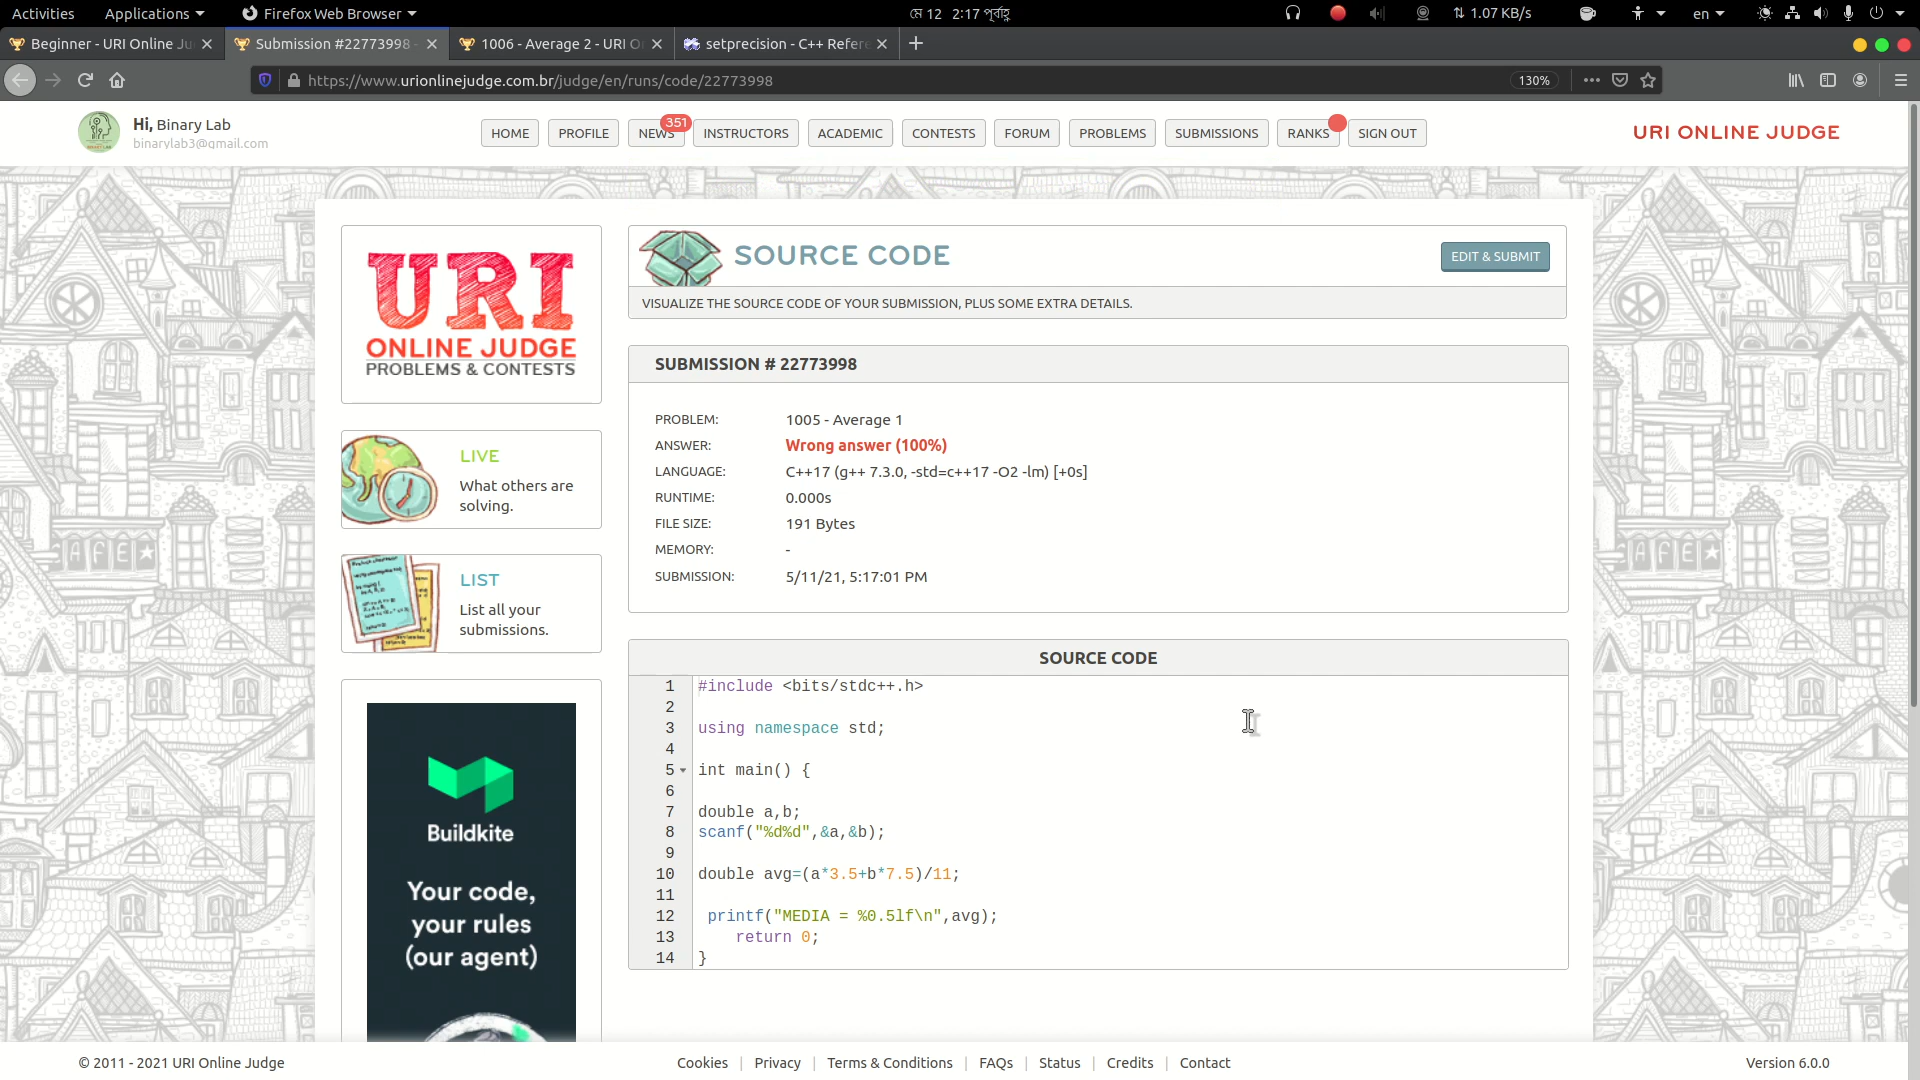 Activities Applications Firefox Web Browser মে 12 2:17 পূর্বাহ্ণ 1.07 KB/s en
Beginner - URI Online Ju Submission #22773998 - 1006 - Average 2 - URI O setprecision - C++ Refere
https://www.urionlinejudge.com.br/judge/en/runs/code/22773998 130%
Hi, Binary Lab
binarylab3@gmail.com
HOME PROFILE NEWS 351 INSTRUCTORS ACADEMIC CONTESTS FORUM PROBLEMS SUBMISSIONS RANKS SIGN OUT
URI ONLINE JUDGE
URI
ONLINE JUDGE
PROBLEMS & CONTESTS
LIVE
What others are
solving.
LIST
List all your
submissions.
Buildkite
Your code,
your rules
(our agent)
SOURCE CODE
EDIT & SUBMIT
VISUALIZE THE SOURCE CODE OF YOUR SUBMISSION, PLUS SOME EXTRA DETAILS.
SUBMISSION # 22773998
PROBLEM: 1005 - Average 1
ANSWER: Wrong answer (100%)
LANGUAGE: C++17 (g++ 7.3.0, -std=c++17 -O2 -lm) [+0s]
RUNTIME: 0.000s
FILE SIZE: 191 Bytes
MEMORY: -
SUBMISSION: 5/11/21, 5:17:01 PM
SOURCE CODE
1 #include <bits/stdc++.h>
2
3 using namespace std;
4
5 int main() {
6
7 double a,b;
8 scanf("%d%d",&a,&b);
9
10 double avg=(a*3.5+b*7.5)/11;
11
12 printf("MEDIA = %0.5lf\n",avg);
13 return 0;
14 }
© 2011 - 2021 URI Online Judge
Cookies | Privacy | Terms & Conditions | FAQs | Status | Credits | Contact
Version 6.0.0